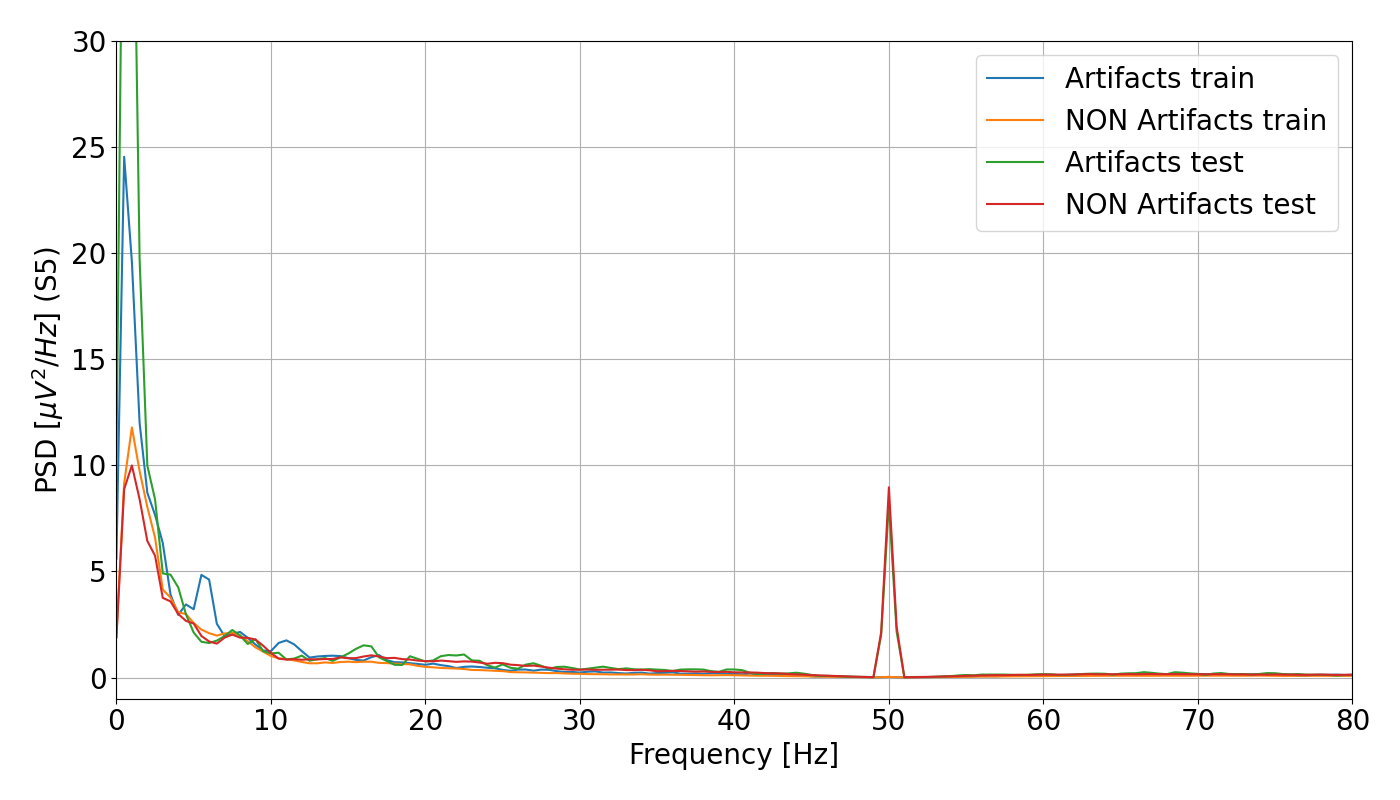 30
25
20
15
10
5
0
PSD [μV²/Hz] (S5)
Artifacts train
NON Artifacts train
Artifacts test
NON Artifacts test
0 10 20 30 40 50 60 70 80
Frequency [Hz]